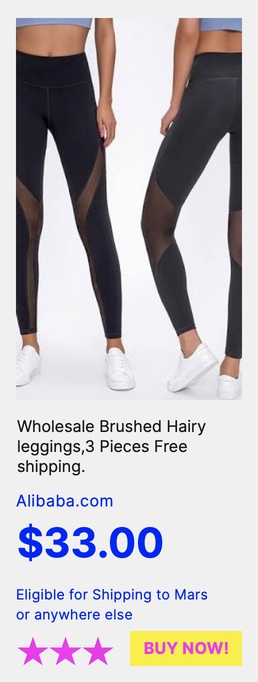 Wholesale Brushed Hairy
leggings,3 Pieces Free
shipping.
Alibaba.com
$33.00
Eligible for Shipping to Mars
or anywhere else
BUY NOW!